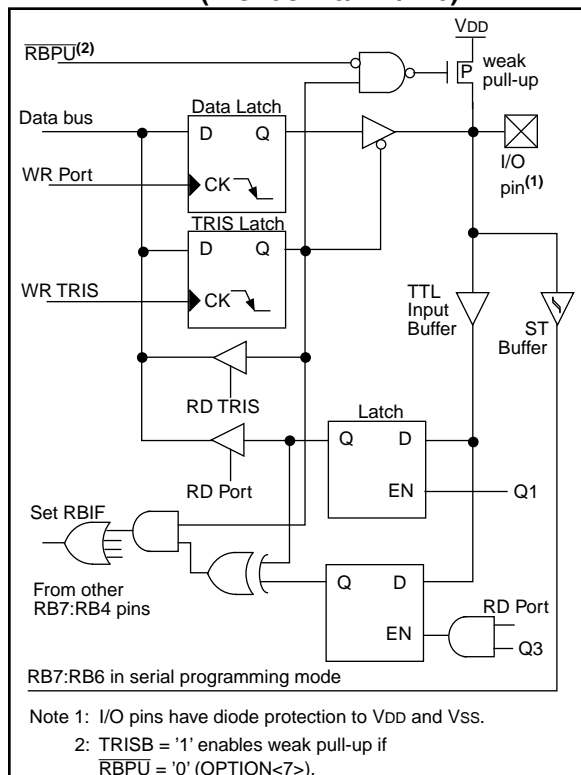 VDD
RBPU(2)
P
weak
pull-up
Data bus
Data Latch
D Q
WR Port
CK
I/O
pin(1)
TRIS Latch
D Q
WR TRIS
CK
TTL
Input
Buffer
ST
Buffer
RD TRIS
Latch
Q D
RD Port
EN
Q1
Set RBIF
From other
RB7:RB4 pins
Q D
RD Port
EN
Q3
RB7:RB6 in serial programming mode
Note 1: I/O pins have diode protection to VDD and VSS.
2: TRISB = '1' enables weak pull-up if
RBPU = '0' (OPTION<7>).